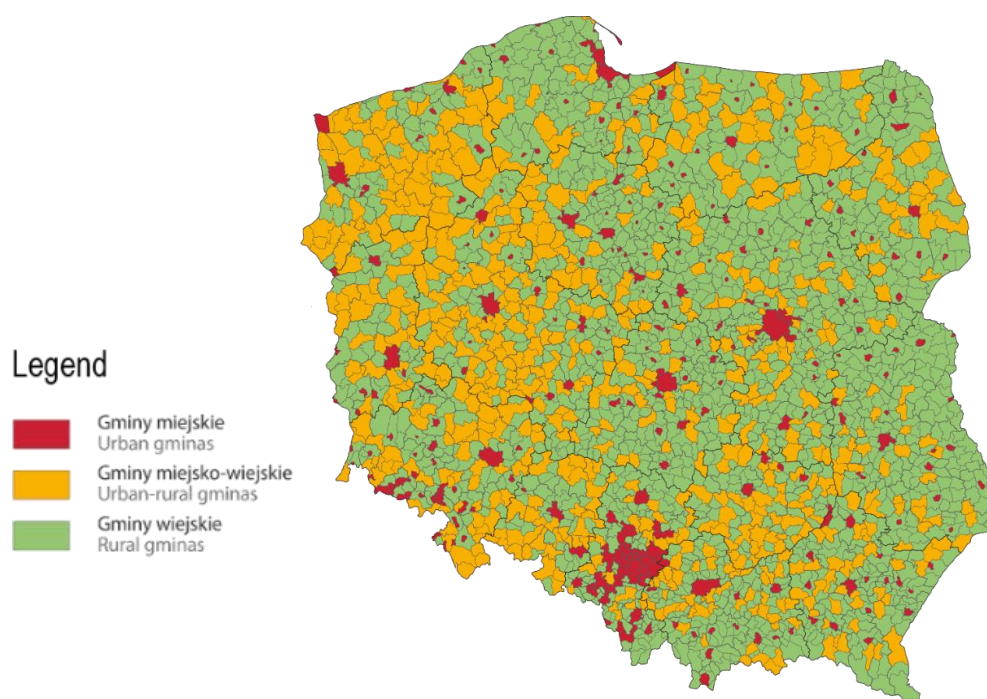 Legend
Gminy miejskie
Urban gminas
Gminy miejsko-wiejskie
Urban-rural gminas
Gminy wiejskie
Rural gminas